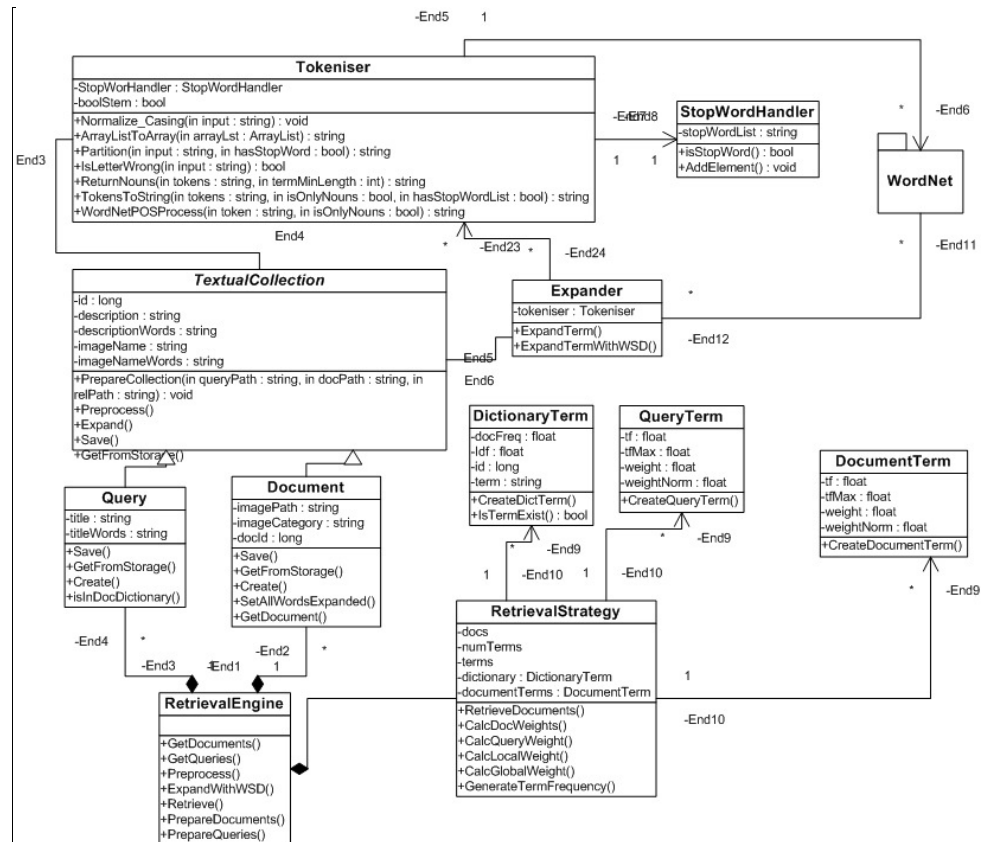 -End5
1
Tokeniser
-StopWorHandler : StopWordHandler
-boolStem : bool
+Normalize_Casing(in input : string) : void
+ArrayListToArray(in arrayLst : ArrayList) : string
+Partition(in input : string, in hasStopWord : bool) : string
+IsLetterWrong(in input : string) : bool
+ReturnNouns(in tokens : string, in termMinLength : int) : string
+TokensToString(in tokens : string, in isOnlyNouns : bool, in hasStopWordList : bool) : string
+WordNetPOSProcess(in token : string, in isOnlyNouns : bool) : string
1
1
StopWordHandler
-stopWordList : string
+isStopWord() : bool
+AddElement() : void
*
-End6
WordNet
End3
End4
*
-End23
*
-End24
*
-End11
TextualCollection
-id : long
-description : string
-descriptionWords : string
-imageName : string
-imageNameWords : string
+PrepareCollection(in queryPath : string, in docPath : string, in
relPath : string) : void
+Preprocess()
+Expand()
+Save()
+GetFromStorage()
Expander
-tokeniser : Tokeniser
+ExpandTerm()
+ExpandTermWithWSD()
*
-End12
End5
End6
Query
-title : string
-titleWords : string
+Save()
+GetFromStorage()
+Create()
+isInDocDictionary()
Document
-imagePath : string
-imageCategory : string
-docId : long
+Save()
+GetFromStorage()
+Create()
+SetAllWordsExpanded()
+GetDocument()
DictionaryTerm
-docFreq : float
-Idf : float
-id : long
-term : string
+CreateDictTerm()
+IsTermExist() : bool
QueryTerm
-tf : float
-tfMax : float
-weight : float
-weightNorm : float
+CreateQueryTerm()
DocumentTerm
-tf : float
-tfMax : float
-weight : float
-weightNorm : float
+CreateDocumentTerm()
*
-End9
1
-End10
*
-End9
1
-End10
*
-End9
1
-End10
RetrievalStrategy
-docs
-numTerms
-terms
-dictionary : DictionaryTerm
-documentTerms : DocumentTerm
+RetrieveDocuments()
+CalcDocWeights()
+CalcQueryWeight()
+CalcLocalWeight()
+CalcGlobalWeight()
+GenerateTermFrequency()
-End4
*
-End3
-End1
1
-End2
*
RetrievalEngine
+GetDocuments()
+GetQueries()
+Preprocess()
+ExpandWithWSD()
+Retrieve()
+PrepareDocuments()
+PrepareQueries()